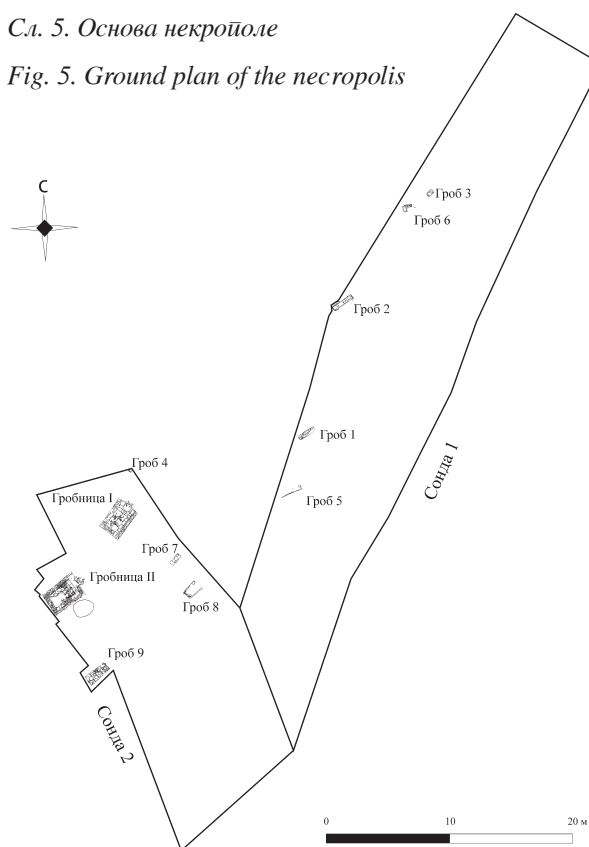 Сл. 5. Основа некрополе
Fig. 5. Ground plan of the necropolis
С
Гроб 3
Гроб 6
Гроб 2
Гроб 1
Сонда 1
Гроб 4
Гробница I
Гроб 5
Гроб 7
Гробница II
Гроб 8
Гроб 9
Сонда 2
0 10 20 м